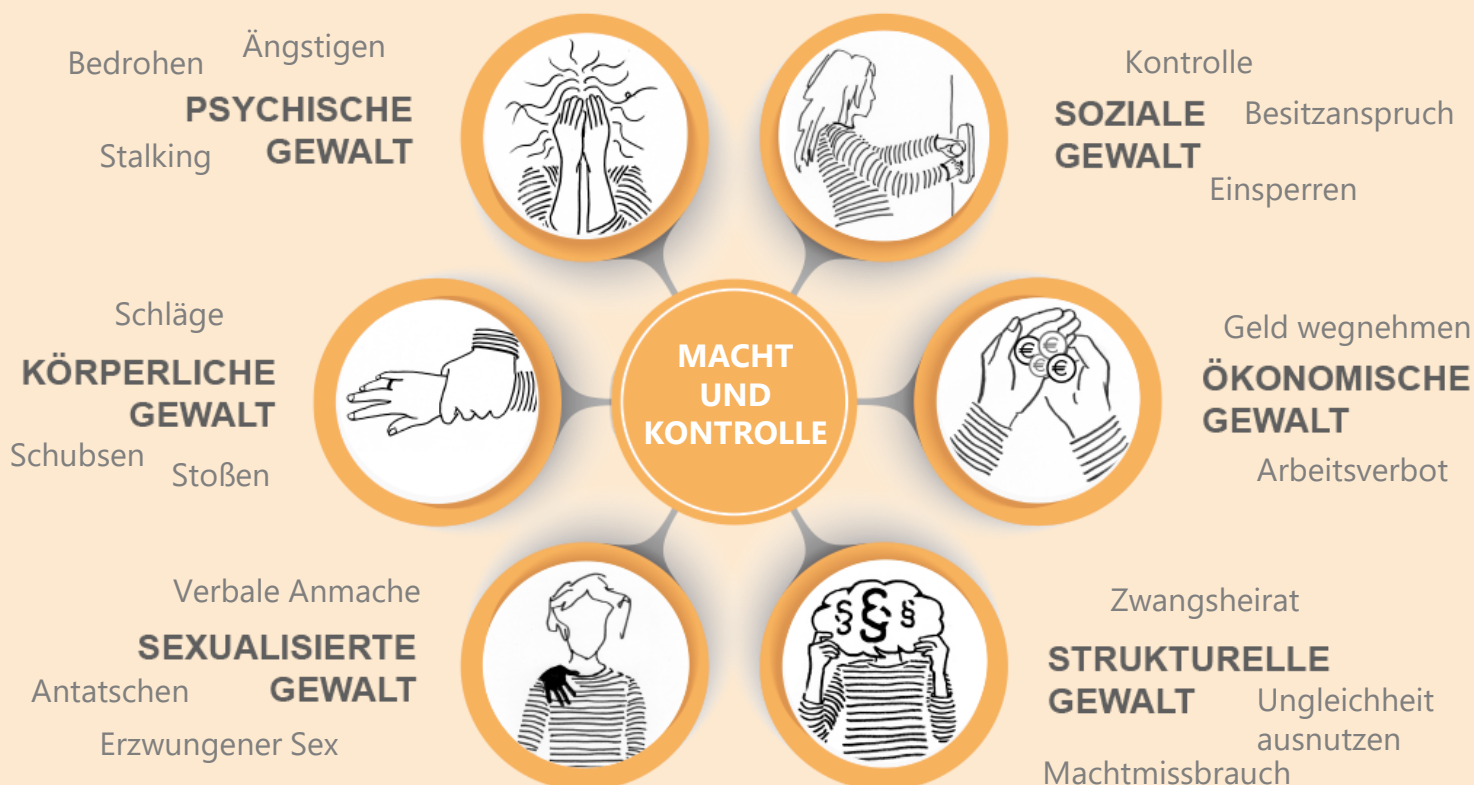 Bedrohen
Ängstigen
PSYCHISCHE
GEWALT
Stalking
Kontrolle
SOZIALE
GEWALT
Besitzanspruch
Einsperren
Schläge
KÖRPERLICHE
GEWALT
Schubsen
Stoßen
MACHT
UND
KONTROLLE
Geld wegnehmen
€ € € €
ÖKONOMISCHE
GEWALT
Arbeitsverbot
Verbale Anmache
SEXUALISIERTE
GEWALT
Antatschen
Erzwungener Sex
§ § § §
Zwangsheirat
STRUKTURELLE
GEWALT
Ungleichheit
ausnutzen
Machtmissbrauch